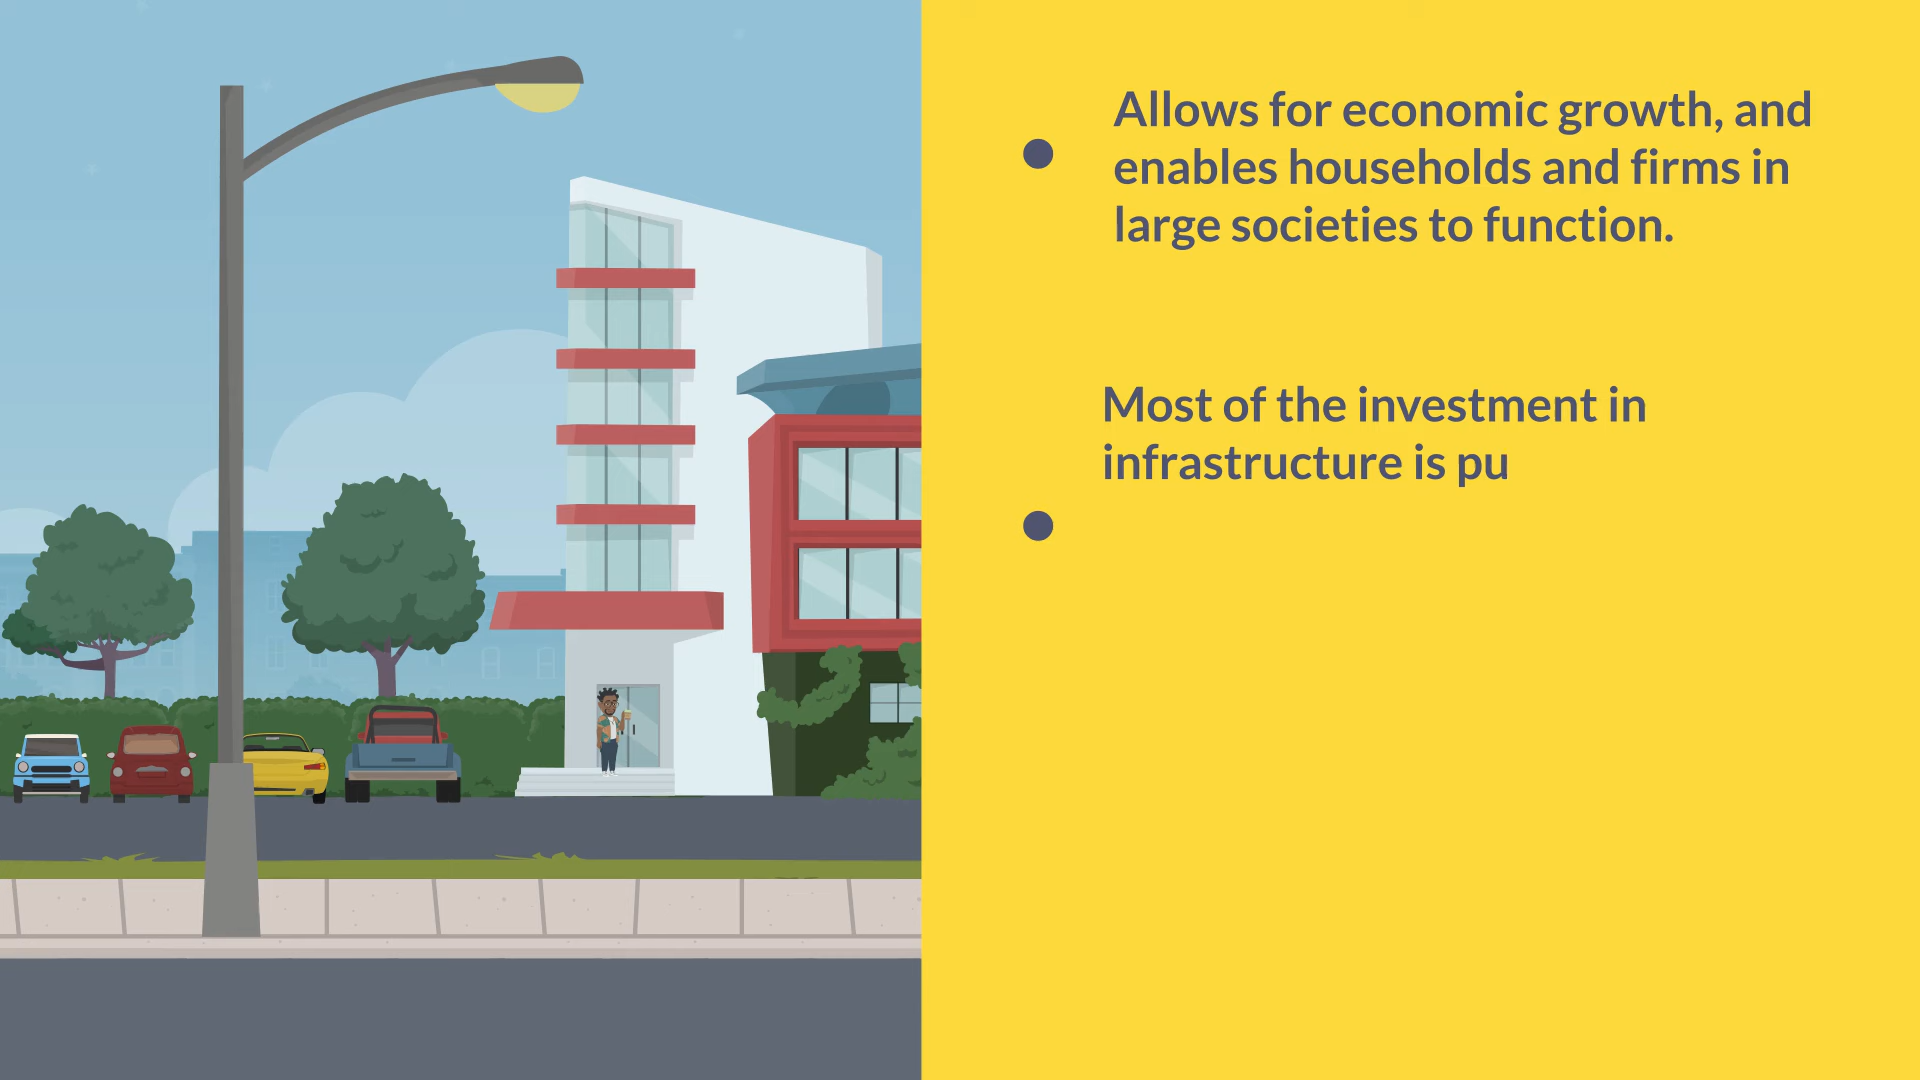 Allows for economic growth, and
enables households and firms in
large societies to function.
Most of the investment in
infrastructure is pu